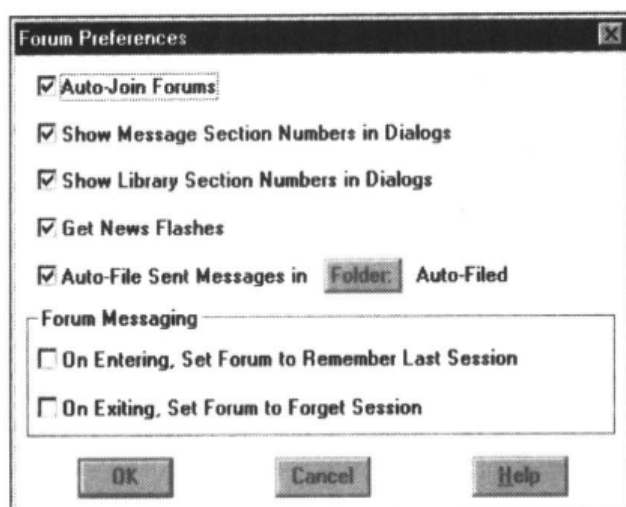 Forum Preferences
Auto-Join Forums
Show Message Section Numbers in Dialogs
Show Library Section Numbers in Dialogs
Get News Flashes
Auto-File Sent Messages in Folder: Auto-Filed
Forum Messaging
On Entering, Set Forum to Remember Last Session
On Exiting, Set Forum to Forget Session
OK Cancel Help